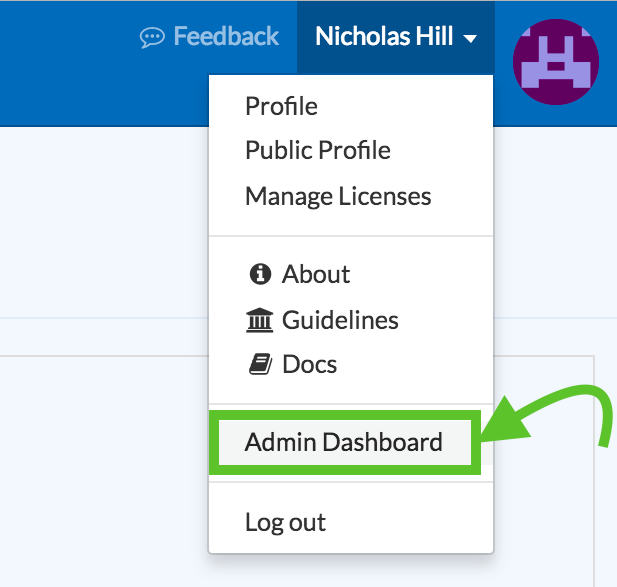 Feedback
Nicholas Hill
Profile
Public Profile
Manage Licenses
About
Guidelines
Docs
Admin Dashboard
Log out